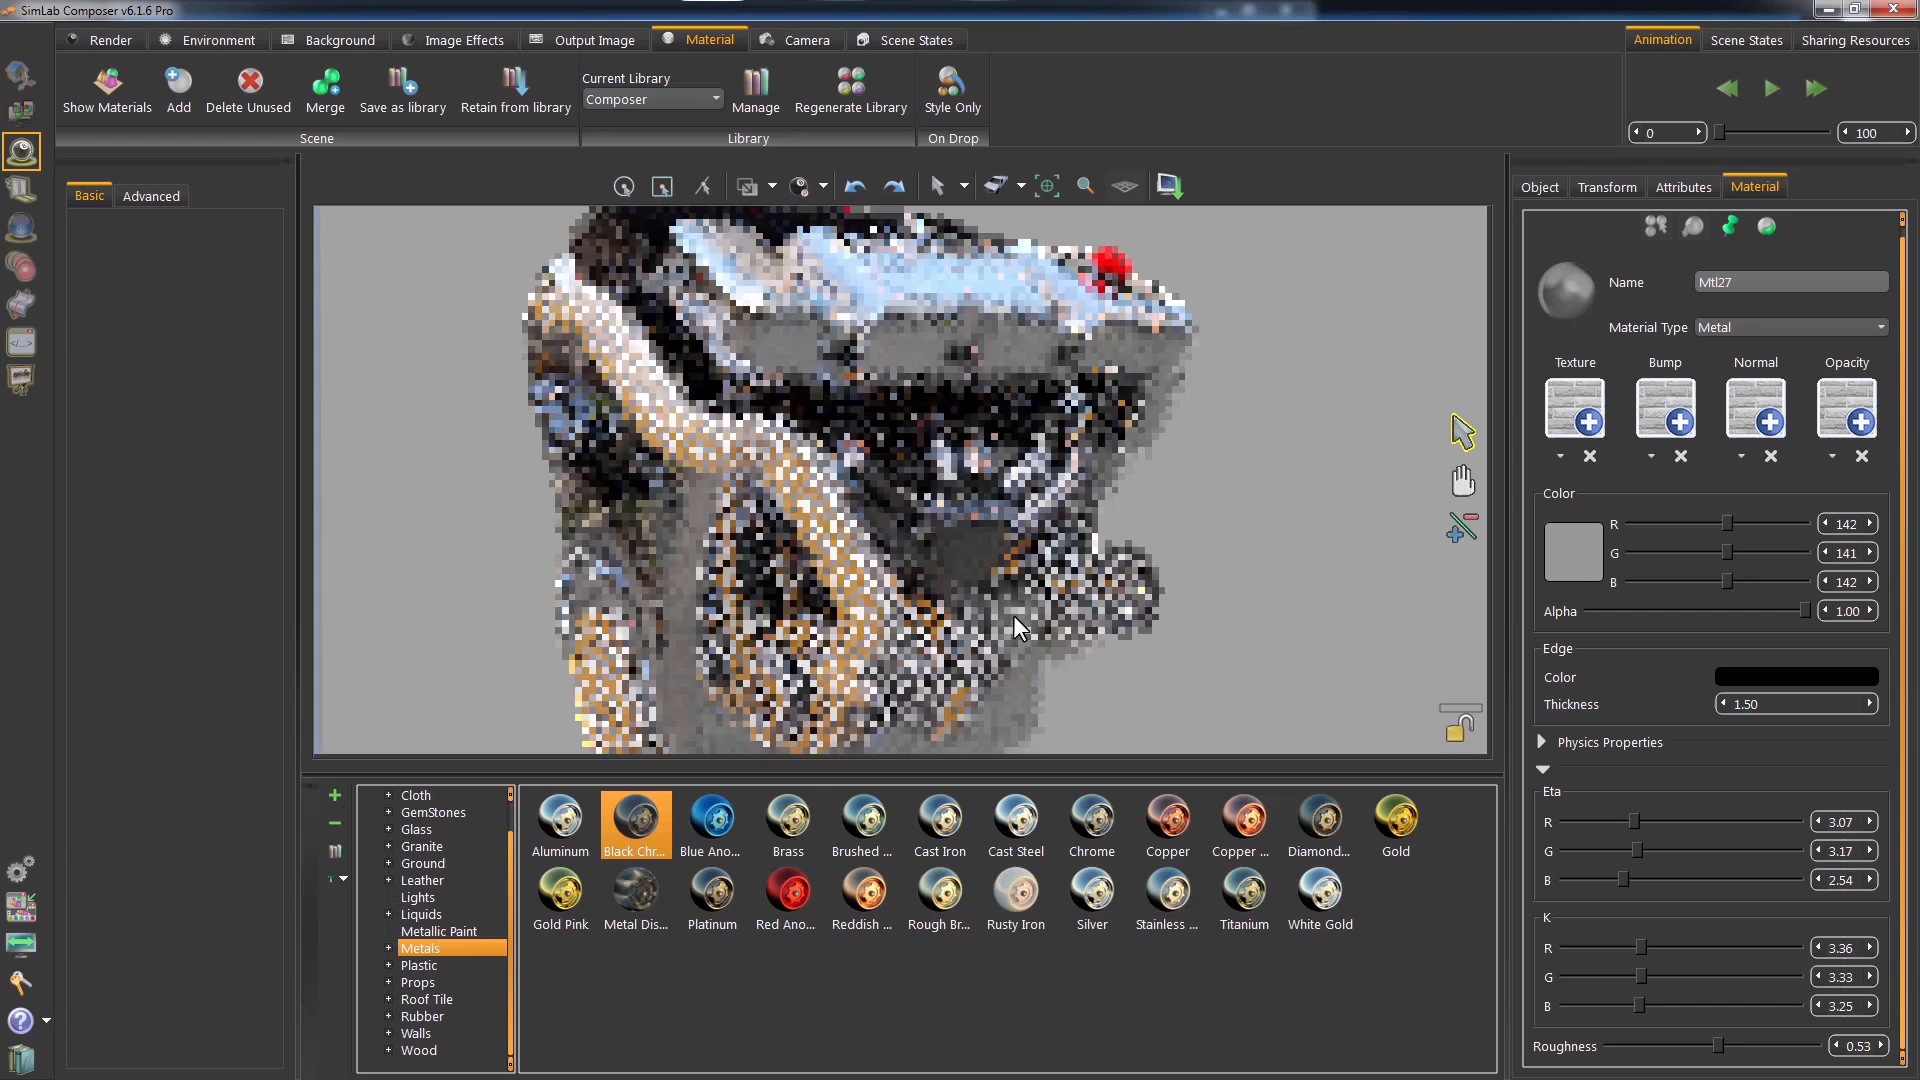 SimLab Composer v6.1.6 Pro
Render
Environment
Background
Image Effects
Output Image
Material
Camera
Scene States
Animation
Scene States
Sharing Resources
Show Materials
Add
Delete Unused
Merge
Save as library
Retain from library
Scene
Current Library
Composer
Manage
Regenerate Library
Library
Style Only
On Drop
0
100
Basic
Advanced
Object
Transform
Attributes
Material
Name
Mtl27
Material Type
Metal
Texture
Bump
Normal
Opacity
Color
R
142
G
141
B
142
Alpha
1.00
Edge
Color
Thickness
1.50
Physics Properties
Eta
R
3.07
G
3.17
B
2.54
K
R
3.36
G
3.33
B
3.25
Roughness
0.53
Cloth
GemStones
Glass
Granite
Ground
Leather
Lights
Liquids
Metallic Paint
Metals
Plastic
Props
Roof Tile
Rubber
Walls
Wood
Aluminum
Black Chr...
Blue Ano...
Brass
Brushed ...
Cast Iron
Cast Steel
Chrome
Copper
Copper ...
Diamond...
Gold
Gold Pink
Metal Dis...
Platinum
Red Ano...
Reddish ...
Rough Br...
Rusty Iron
Silver
Stainless ...
Titanium
White Gold